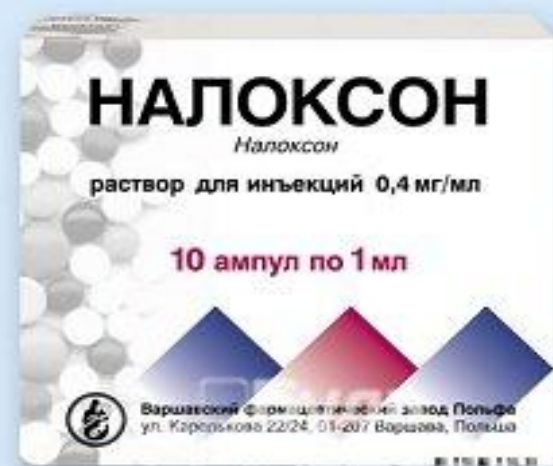 НАЛОКСОН
Налоксон
раствор для инъекций 0,4 мг/мл
10 ампул по 1 мл
Варшавский фармацевтический завод Польфа
ул. Каролькова 22/24, 01-207 Варшава, Польша